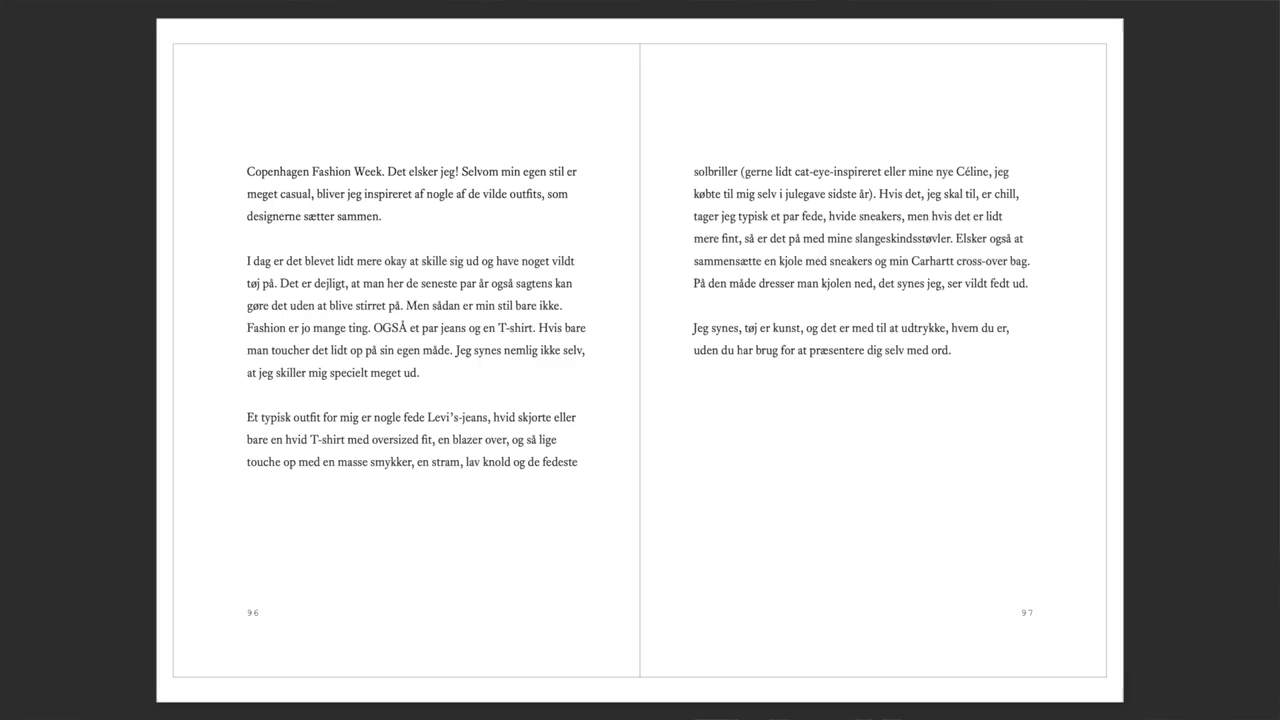 Copenhagen Fashion Week. Det elsker jeg! Selvom min egen stil er
meget casual, bliver jeg inspireret af nogle af de vilde outfits, som
designerne sætter sammen.
I dag er det blevet lidt mere okay at skille sig ud og have noget vildt
tøj på. Det er dejligt, at man her de seneste par år også sagtens kan
gøre det uden at blive stirret på. Men sådan er min stil bare ikke.
Fashion er jo mange ting. OGSÅ et par jeans og en T-shirt. Hvis bare
man toucher det lidt op på sin egen måde. Jeg synes nemlig ikke selv,
at jeg skiller mig specielt meget ud.
Et typisk outfit for mig er nogle fede Levi’s-jeans, hvid skjorte eller
bare en hvid T-shirt med oversized fit, en blazer over, og så lige
touche op med en masse smykker, en stram, lav knold og de fedeste
96
solbriller (gerne lidt cat-eye-inspireret eller mine nye Céline, jeg
købte til mig selv i julegave sidste år). Hvis det, jeg skal til, er chill,
tager jeg typisk et par fede, hvide sneakers, men hvis det er lidt
mere fint, så er det på med mine slangeskindsstøvler. Elsker også at
sammensætte en kjole med sneakers og min Carhartt cross-over bag.
På den måde dresser man kjolen ned, det synes jeg, ser vildt fedt ud.
Jeg synes, tøj er kunst, og det er med til at udtrykke, hvem du er,
uden du har brug for at præsentere dig selv med ord.
97